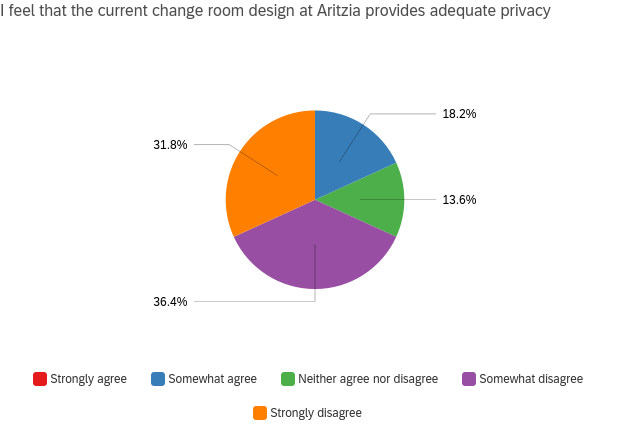 I feel that the current change room design at Aritzia provides adequate privacy
18.2%
31.8%
13.6%
36.4%
Strongly agree
Somewhat agree
Neither agree nor disagree
Somewhat disagree
Strongly disagree